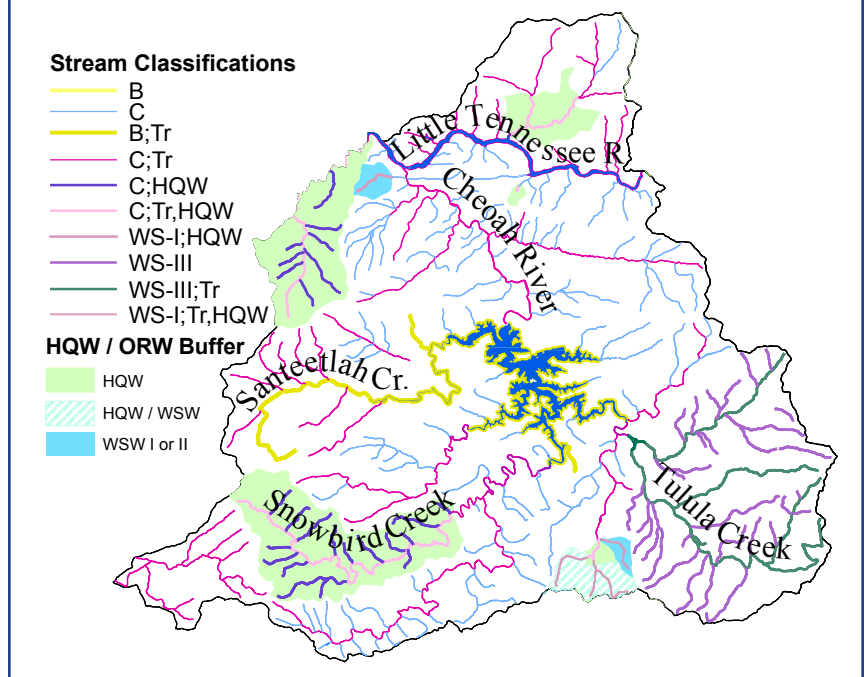 Stream Classifications
B
C
B;Tr
C;Tr
C;HQW
C;Tr,HQW
WS-I;HQW
WS-III
WS-III;Tr
WS-I;Tr,HQW
HQW / ORW Buffer
HQW
HQW / WSW
WSW I or II
Little Tennessee R.
Cheoah River
Santeetlah Cr.
Snowbird Creek
Tulula Creek